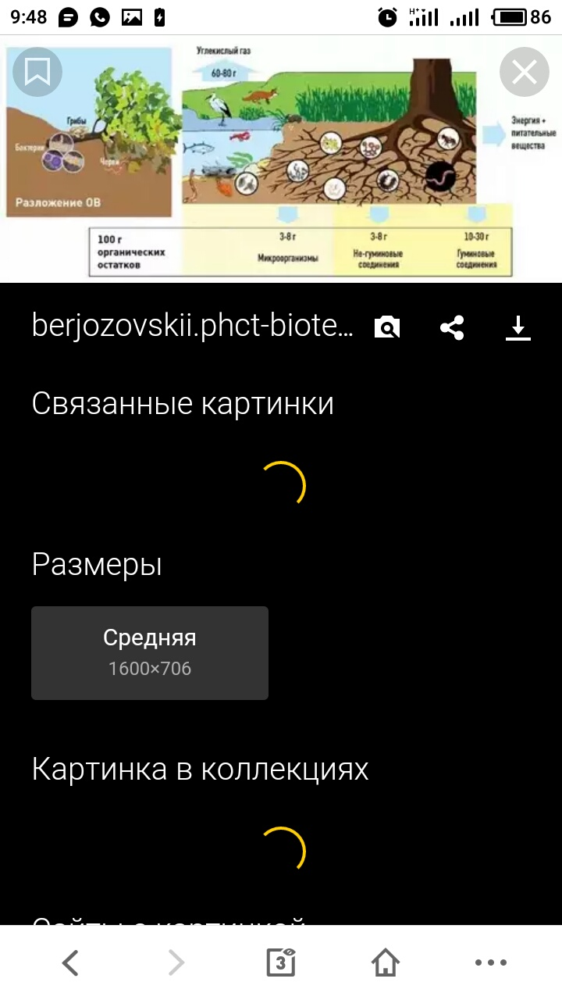 9:48
H+
86
Углекислый газ
60-80 г
Грибы
Бактерии
Черви
Разложение ОВ
Энергия +
питательные
вещества
100 г
органических
остатков
3-8 г
Микроорганизмы
3-8 г
Не-гуминовые
соединения
10-30 г
Гуминовые
соединения
berjozovskii.phct-biote...
Связанные картинки
Размеры
Средняя
1600×706
Картинка в коллекциях
Сайты с картинкой
3